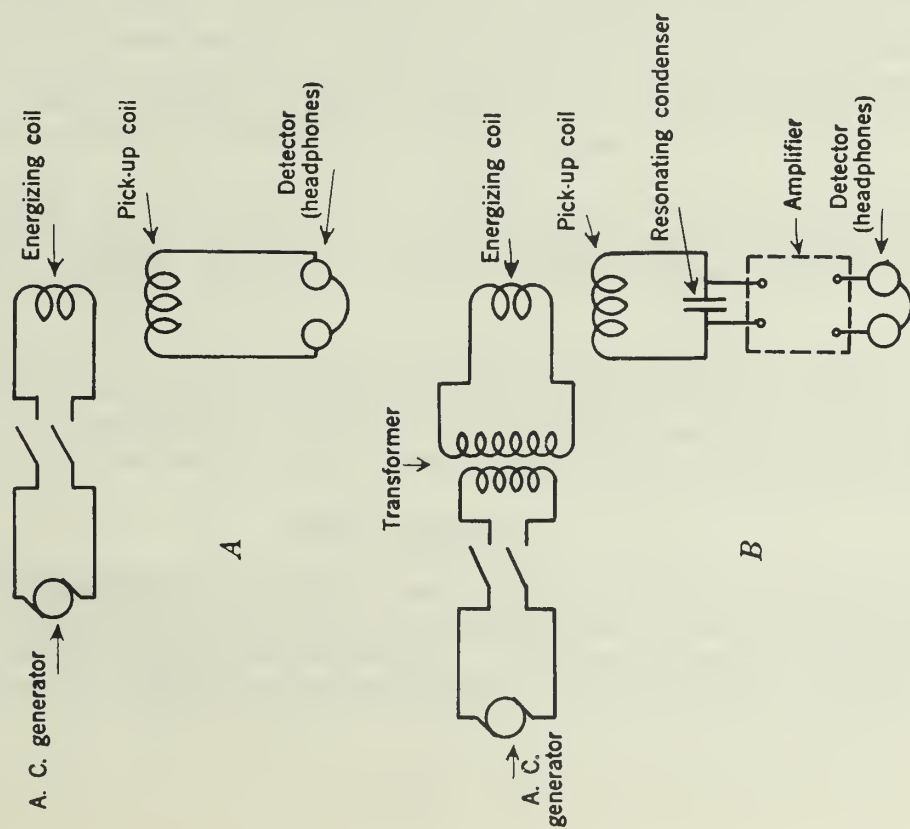 A. C. generator
Energizing coil
Pick-up coil
Detector
(headphones)
A
Transformer
A. C.
generator
Energizing coil
Pick-up coil
Resonating condenser
Amplifier
Detector
(headphones)
B